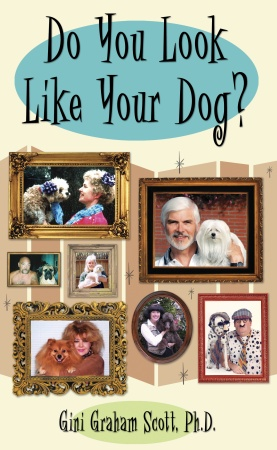 Do You Look
Like Your Dog?
Gini Graham Scott, Ph.D.